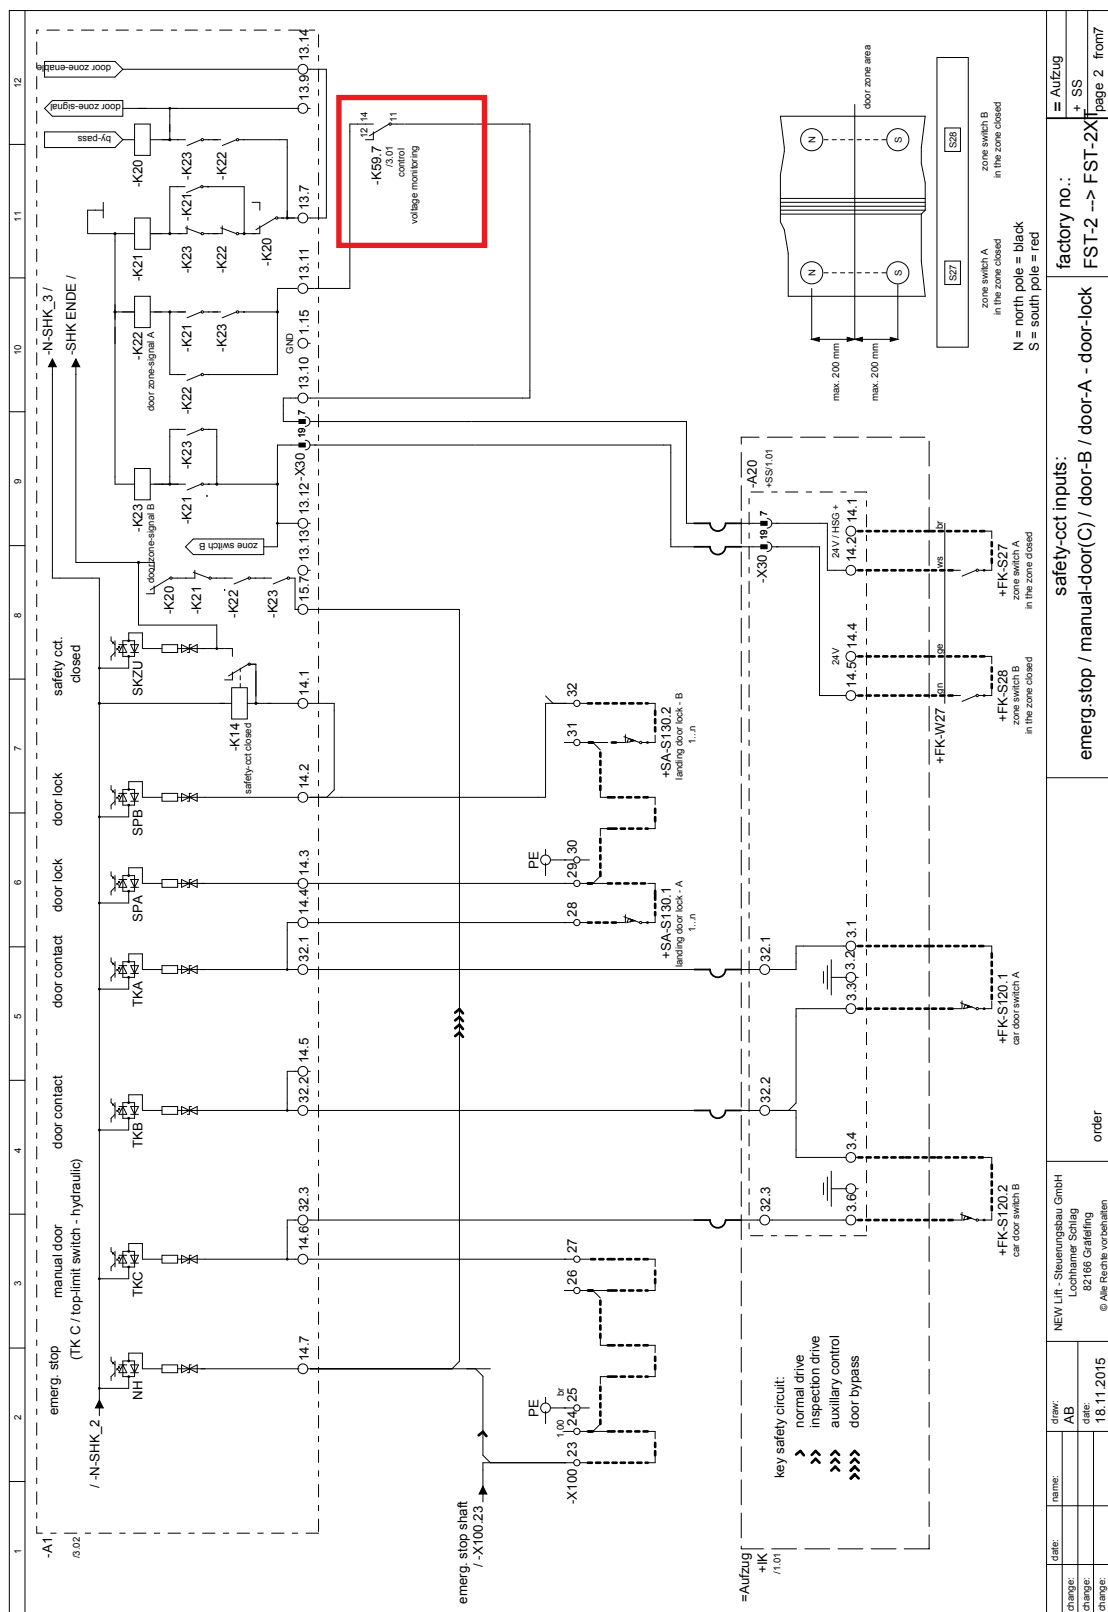 1
2
3
4
5
6
7
8
9
10
11
12
-A1
/3.02
/ -N-SHK_2
emerg. stop
NH
manual door
(TK C / top-limit switch - hydraulic)
TKC
door contact
TKB
door contact
TKA
door lock
SPA
door lock
SPB
safety cct.
closed
SKZU
-K14
safety-cct closed
-N-SHK_3 /
-SHK ENDE /
-K20
-K21
-K22
-K23
door zone-signal B
-K23
-K21
-K23
zone switch B
-K22
door zone-signal A
-K22
-K21
-K23
-K21
-K21
-K23
-K22
-K20
-K20
-K23
-K22
by-pass
door zone-signal
door zone-enable
14.7
14.6
32.3
32.2
14.5
32.1
14.4
14.3
14.2
14.1
15.7
13.13
13.12
-X30
19
7
13.10
GND
1.15
13.11
13.7
13.9
13.14
12
14
11
-K59.7
/3.01
control
voltage monitoring
emerg. stop shaft
/ -X100.23
-X100
23
24
25
1,00
br
PE
26
27
28
29
30
PE
31
32
+SA-S130.1
landing door lock - A
1...n
+SA-S130.2
landing door lock - B
1...n
=Aufzug
+IK
/1.01
key safety circuit:
normal drive
inspection drive
auxillary control
door bypass
32.3
32.2
32.1
3.6
3.4
3.3
3.2
3.1
+FK-S120.2
car door switch B
+FK-S120.1
car door switch A
-A20
+SS/1.01
-X30
19
7
14.5
14.4
24V
14.2
14.1
24V / HSG +
+FK-W27
gn
ge
ws
br
+FK-S28
zone switch B
in the zone closed
+FK-S27
zone switch A
in the zone closed
door zone area
N
S
N
S
max. 200 mm
max. 200 mm
S27
S28
zone switch A
in the zone closed
zone switch B
in the zone closed
N = north pole = black
S = south pole = red
change:
change:
change:
date:
name:
draw:
AB
date:
18.11.2015
NEW Lift - Steuerungsbau GmbH
Lochhamer Schlag
82166 Gräfelfing
© Alle Rechte vorbehalten
order
safety-cct inputs:
emerg.stop / manual-door(C) / door-B / door-A - door-lock
factory no.:
FST-2 --> FST-2XT
= Aufzug
+ SS
page 2 from7